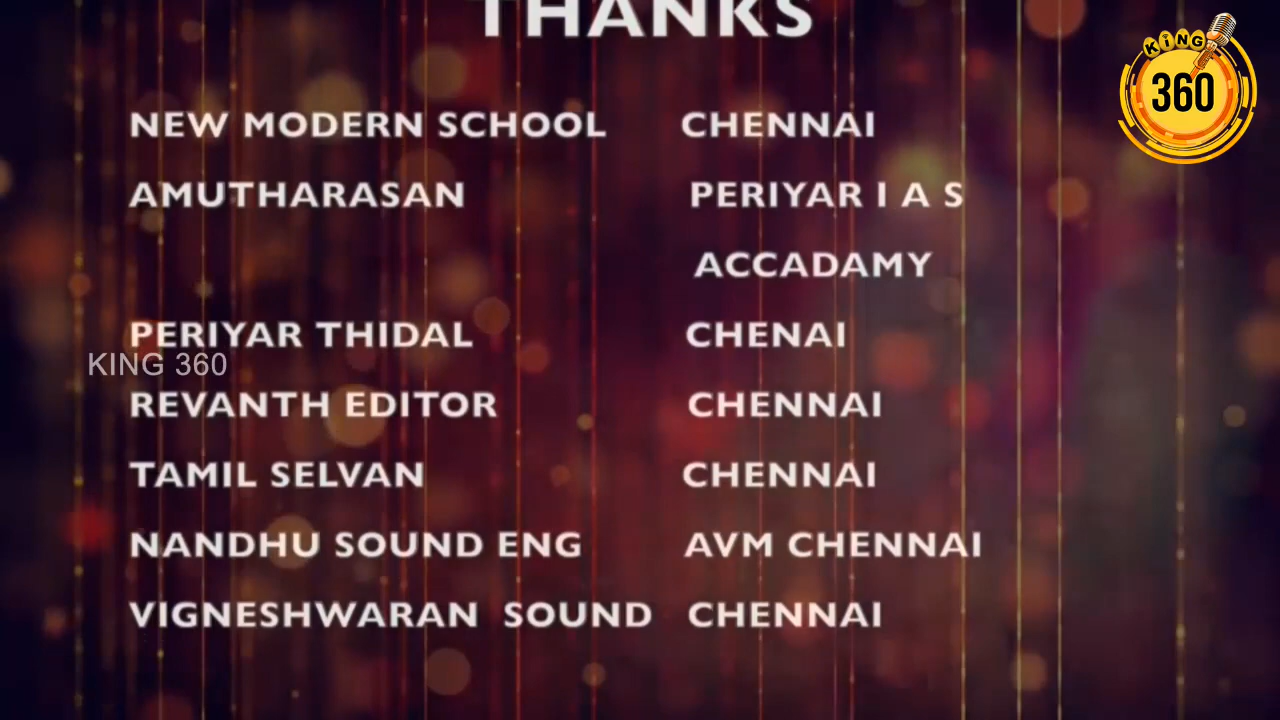 THANKS
KING
360
NEW MODERN SCHOOL CHENNAI
AMUTHARASAN PERIYAR I A S
ACCADAMY
PERIYAR THIDAL CHENAI
KING 360
REVANTH EDITOR CHENNAI
TAMIL SELVAN CHENNAI
NANDHU SOUND ENG AVM CHENNAI
VIGNESHWARAN SOUND CHENNAI